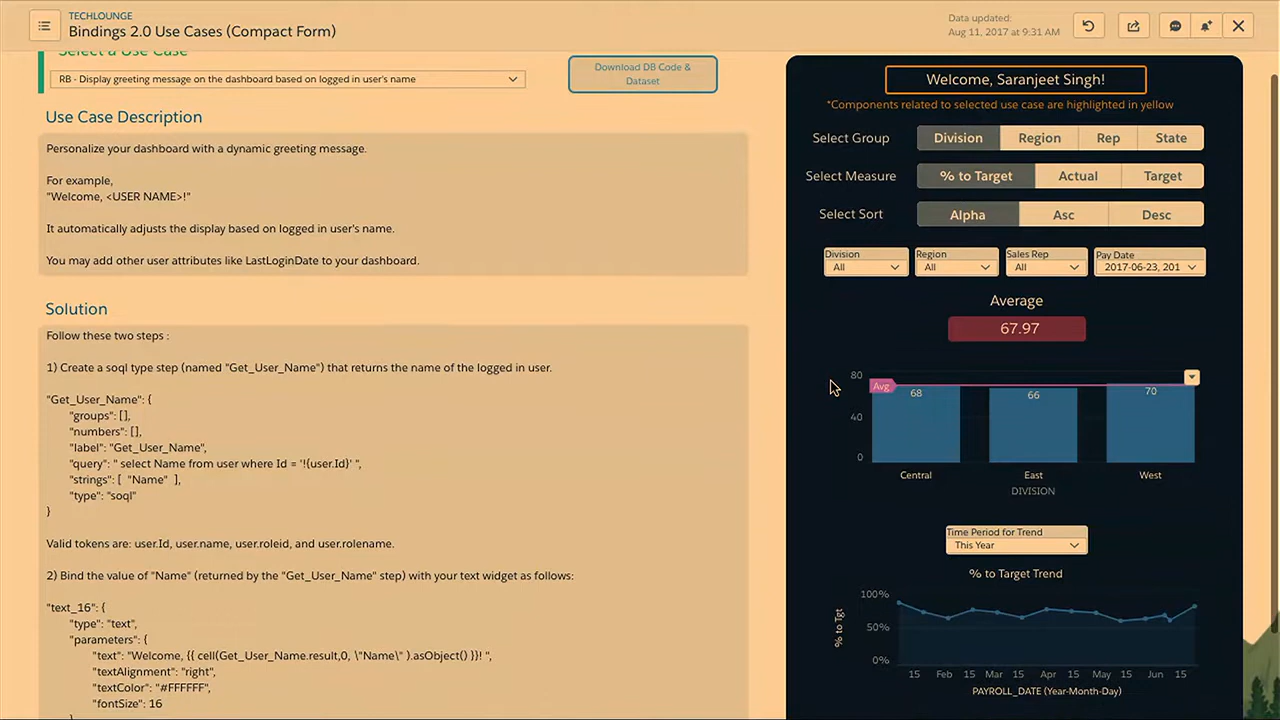 TECHLOUNGE
Bindings 2.0 Use Cases (Compact Form)
Data updated:
Aug 11, 2017 at 9:31 AM
Select a Use Case
RB - Display greeting message on the dashboard based on logged in user's name
Download DB Code &
Dataset
Use Case Description
Personalize your dashboard with a dynamic greeting message.
For example,
"Welcome, <USER NAME>!"
It automatically adjusts the display based on logged in user's name.
You may add other user attributes like LastLoginDate to your dashboard.
Solution
Follow these two steps :
1) Create a soql type step (named "Get_User_Name") that returns the name of the logged in user.
"Get_User_Name": {
"groups": [],
"numbers": [],
"label": "Get_User_Name",
"query": " select Name from user where Id = '!{user.Id}' ",
"strings": [ "Name" ],
"type": "soql"
}
Valid tokens are: user.Id, user.name, user.roleid, and user.rolename.
2) Bind the value of "Name" (returned by the "Get_User_Name" step) with your text widget as follows:
"text_16": {
"type": "text",
"parameters": {
"text": "Welcome, {{ cell(Get_User_Name.result,0, \"Name\" ).asObject() }}! ",
"textAlignment": "right",
"textColor": "#FFFFFF",
"fontSize": 16
Welcome, Saranjeet Singh!
*Components related to selected use case are highlighted in yellow
Select Group Division Region Rep State
Select Measure % to Target Actual Target
Select Sort Alpha Asc Desc
Division Region Sales Rep Pay Date
All All All 2017-06-23, 201
Average
67.97
80
Avg
68 66 70
40
0
Central East West
DIVISION
Time Period for Trend
This Year
% to Target Trend
100%
50%
0%
% to Tgt
15 Feb 15 Mar 15 Apr 15 May 15 Jun 15
PAYROLL_DATE (Year-Month-Day)